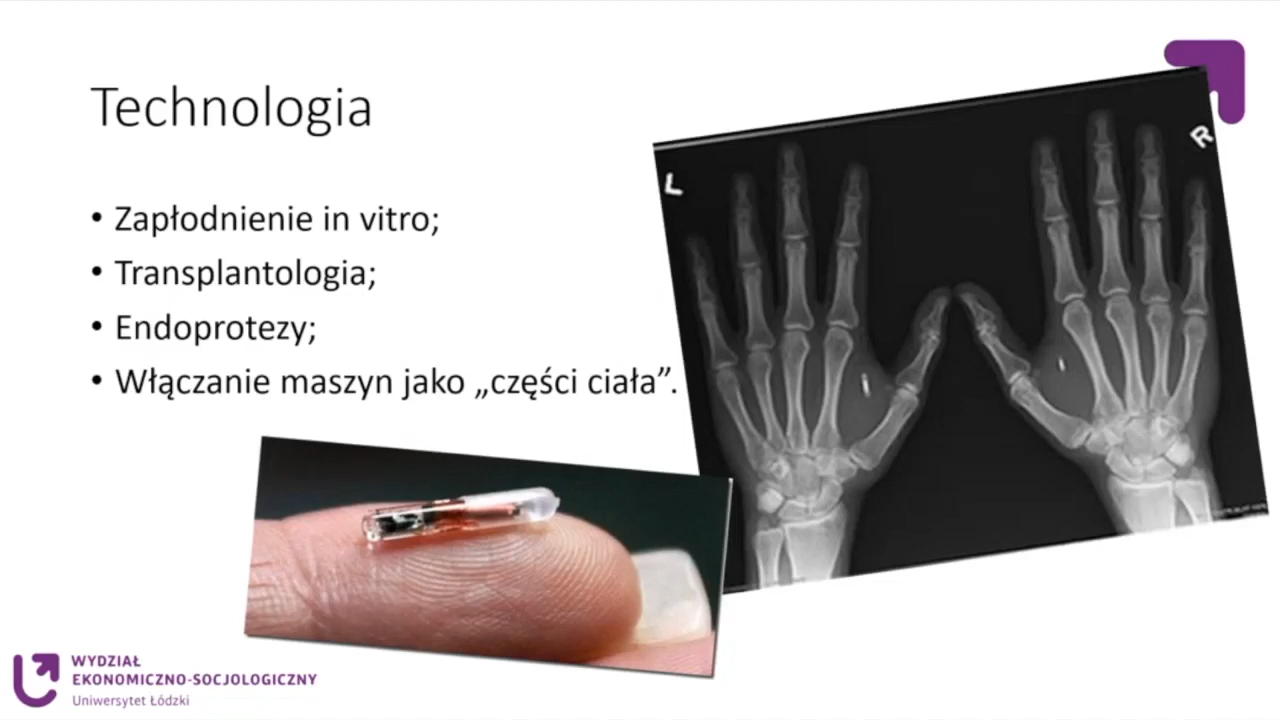 Technologia
• Zapłodnienie in vitro;
• Transplantologia;
• Endoprotezy;
• Włączanie maszyn jako „części ciała”.
L
R
WYDZIAŁ
EKONOMICZNO-SOCJOLOGICZNY
Uniwersytet Łódzki